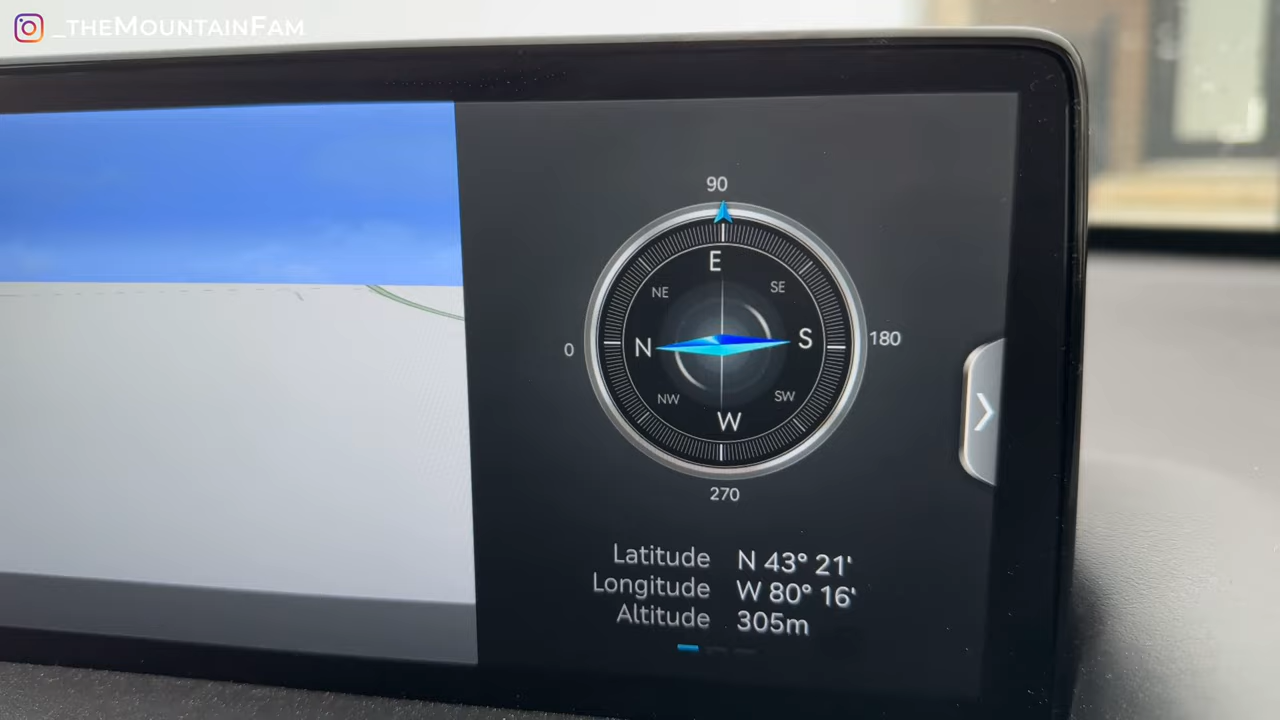 _THEMOUNTAINFAM
90
E
NE
SE
0
N
S
180
NW
SW
W
270
Latitude N 43° 21'
Longitude W 80° 16'
Altitude 305m